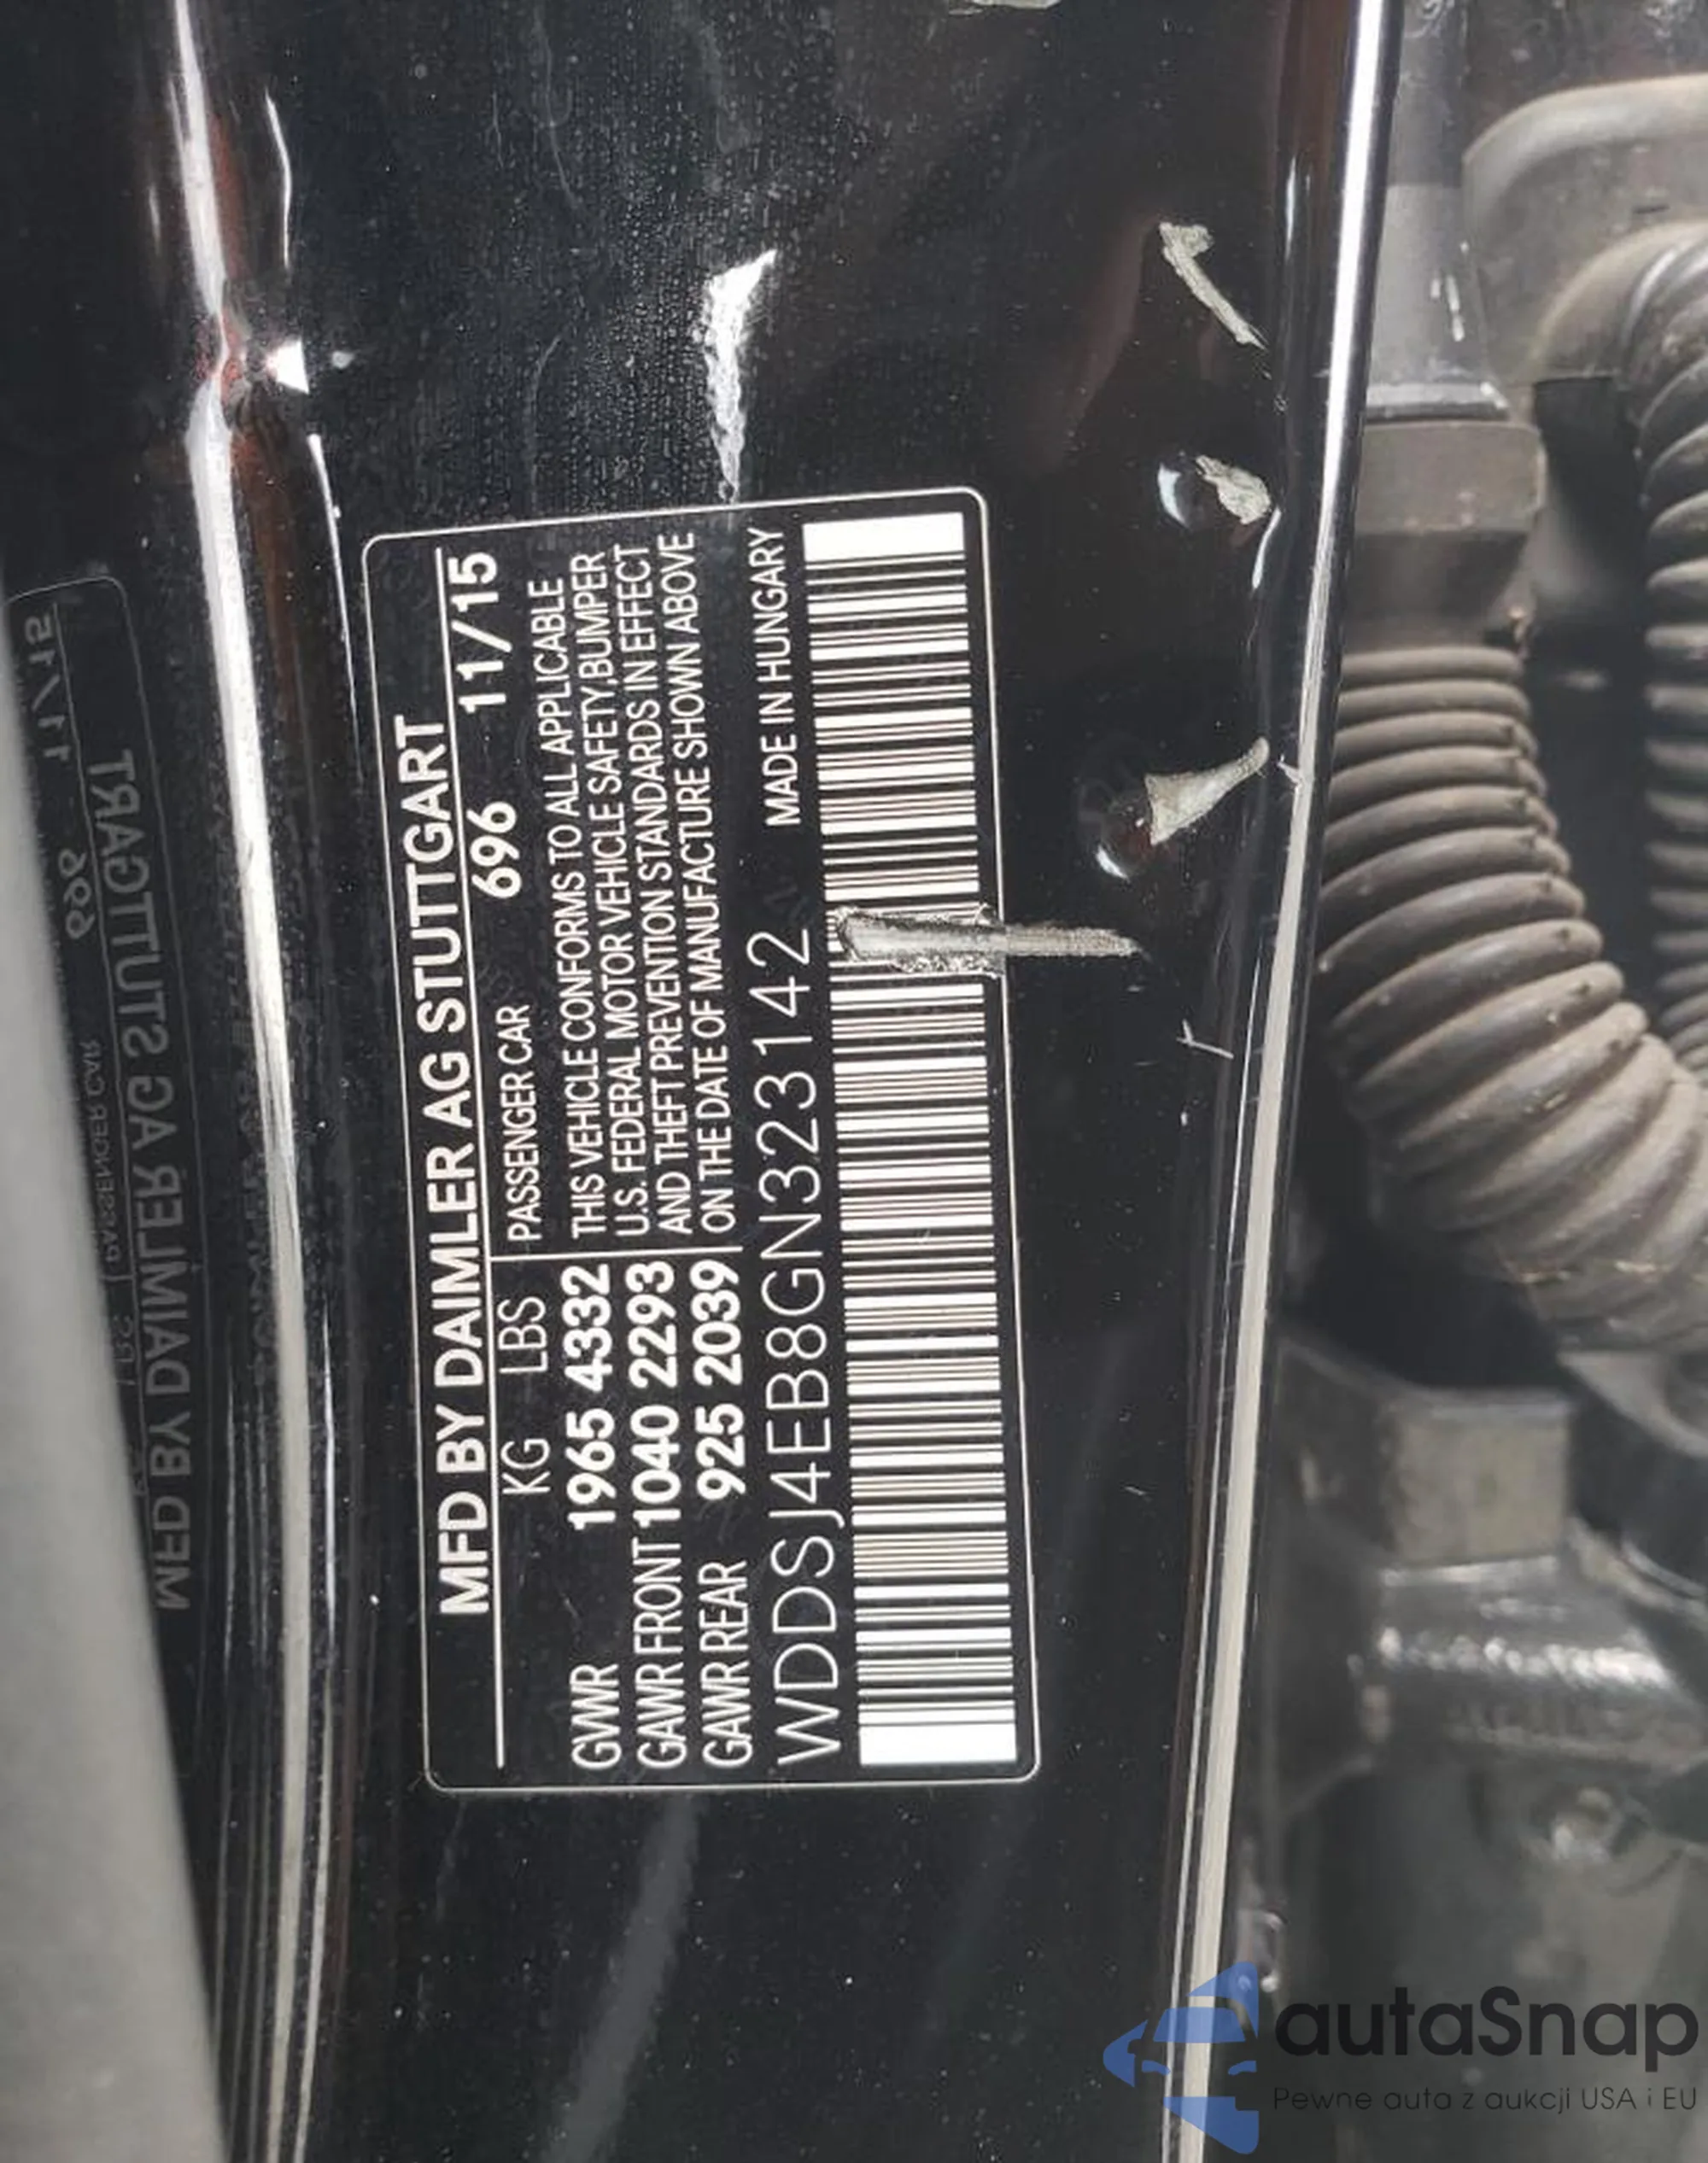 MFD BY DAIMLER AG STUTTGART
KG LBS PASSENGER CAR 696 11/15
GVWR 1965 4332 THIS VEHICLE CONFORMS TO ALL APPLICABLE
GAWR FRONT 1040 2293 U.S. FEDERAL MOTOR VEHICLE SAFETY,BUMPER
AND THEFT PREVENTION STANDARDS IN EFFECT
GAWR REAR 925 2039 ON THE DATE OF MANUFACTURE SHOWN ABOVE
WDDSJ4EB8GN323142 MADE IN HUNGARY
autaSnap
Pewne auta z aukcji USA i EU